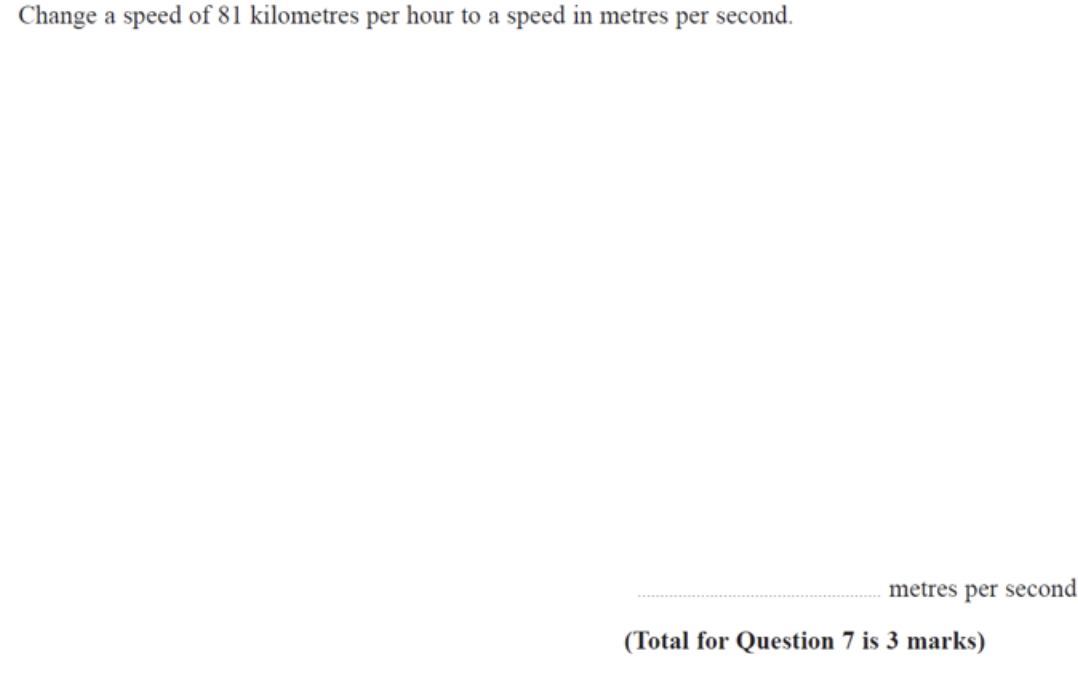 Change a speed of 81 kilometres per hour to a speed in metres per second.
.................................................. metres per second
(Total for Question 7 is 3 marks)